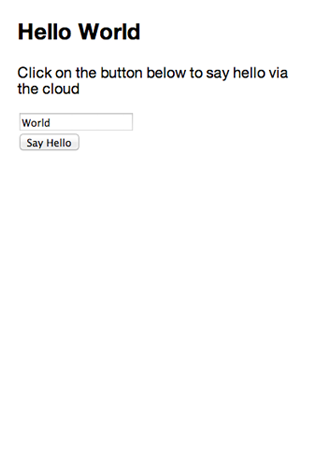 Hello World
Click on the button below to say hello via
the cloud
World
Say Hello